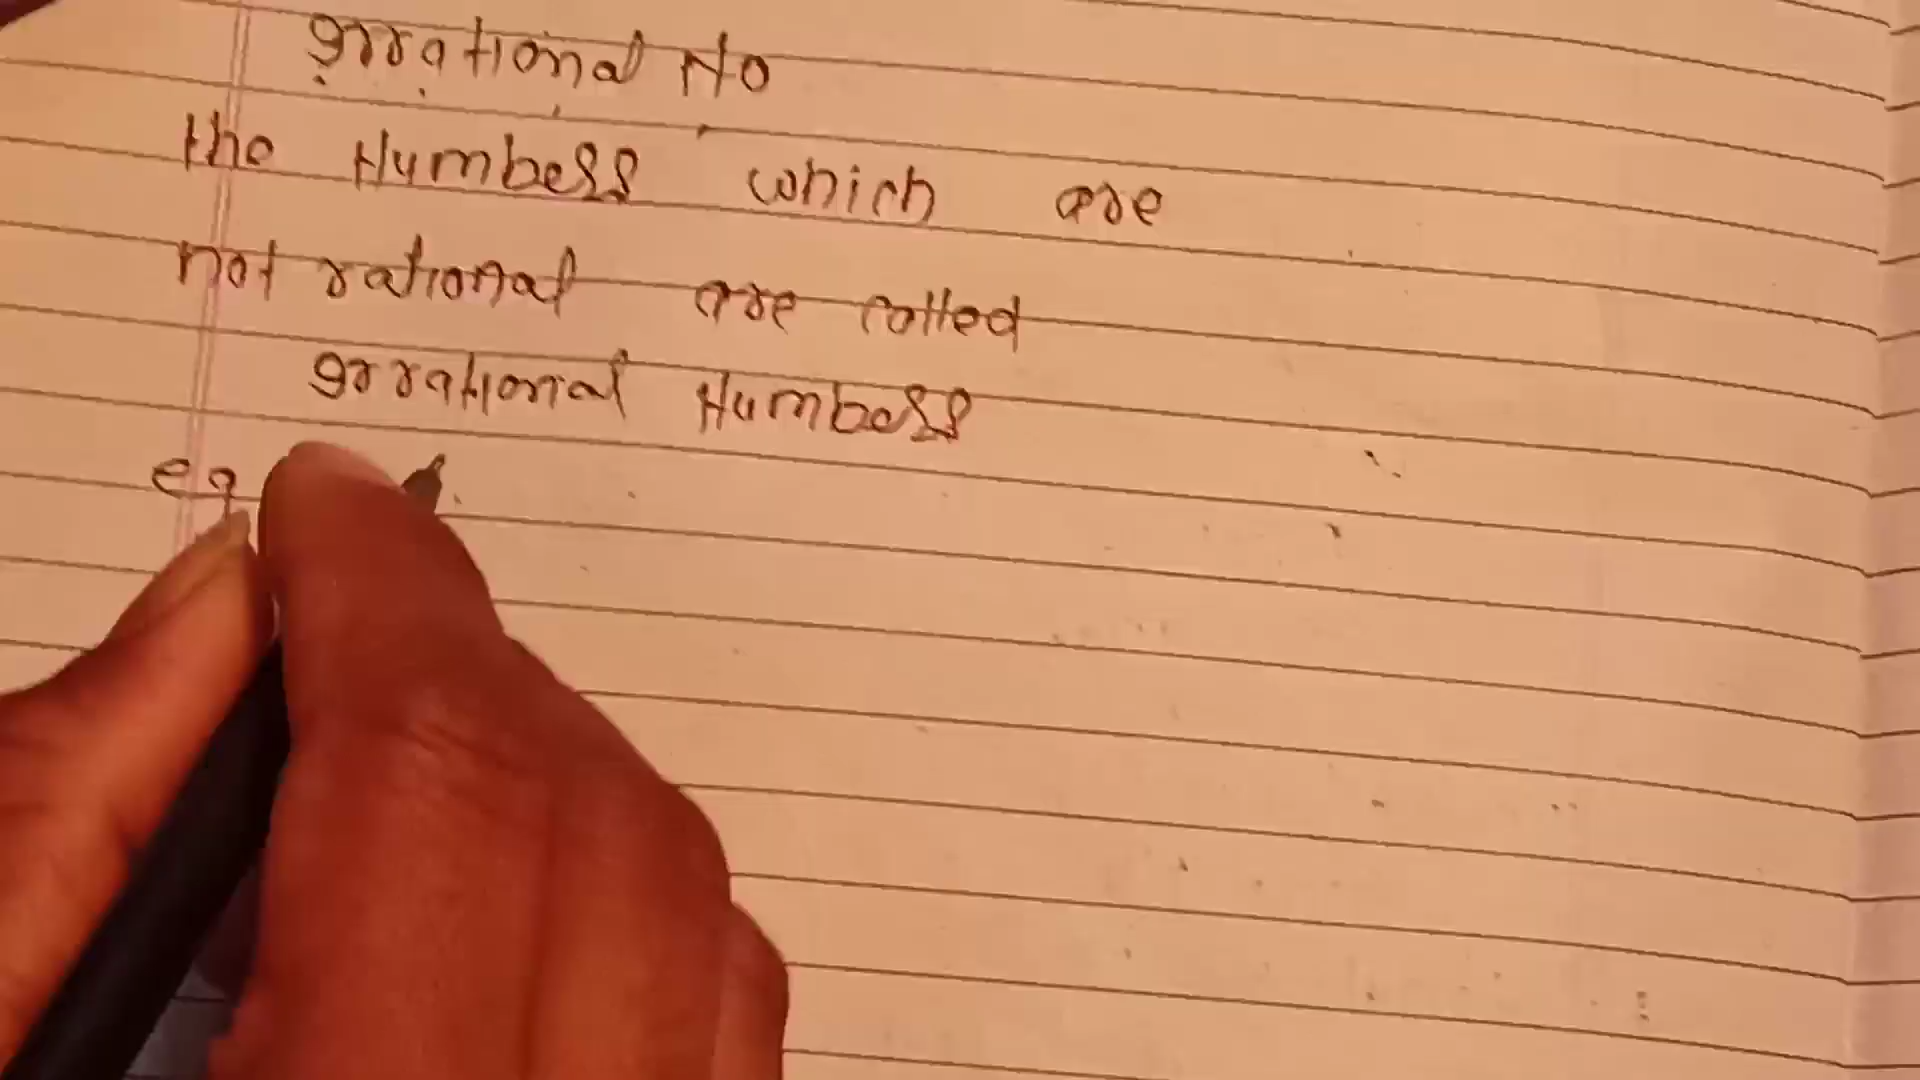 Irrational No
the Numbers which are
not rational are called
Irrational Numbers
eg